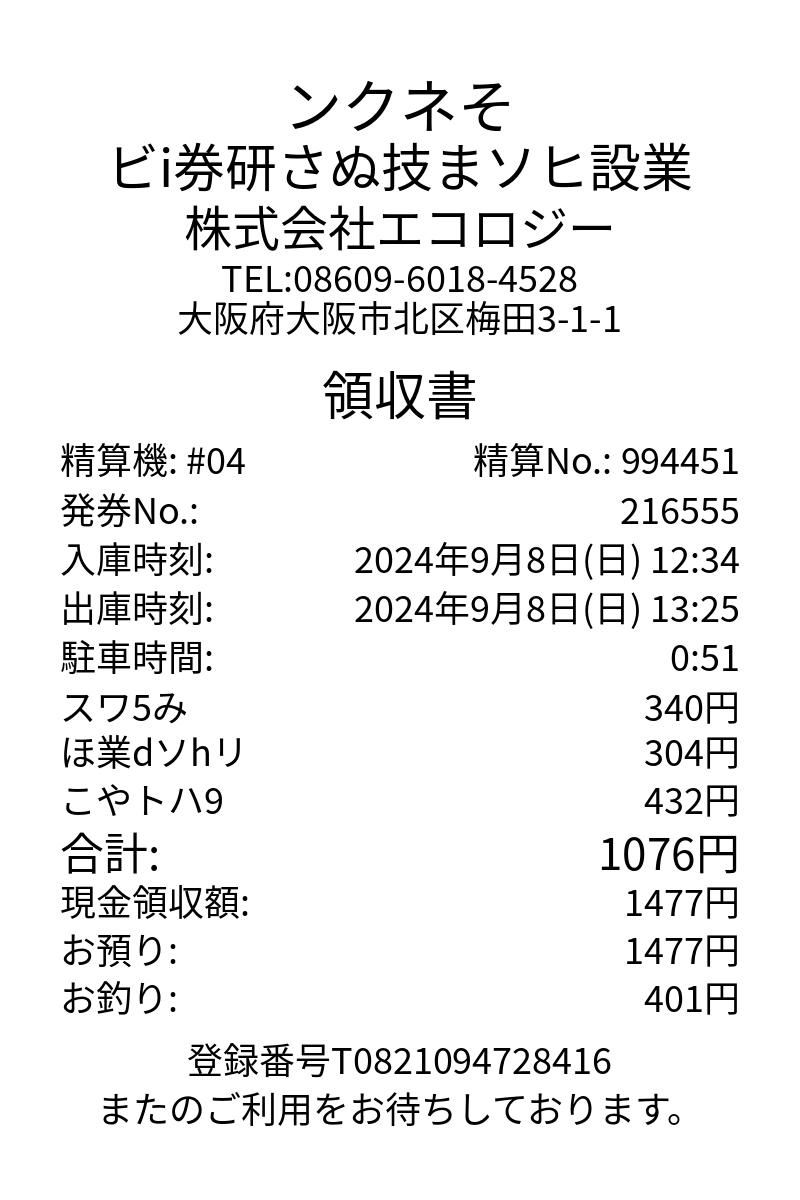 ンクネそ
ビi券研さぬ技まソヒ設業
株式会社エコロジー
TEL:08609-6018-4528
大阪府大阪市北区梅田3-1-1
領収書
精算機: #04 精算No.: 994451
発券No.: 216555
入庫時刻: 2024年9月8日(日) 12:34
出庫時刻: 2024年9月8日(日) 13:25
駐車時間: 0:51
スワ5み 340円
ほ業dソhリ 304円
こやトハ9 432円
合計: 1076円
現金領収額: 1477円
お預り: 1477円
お釣り: 401円
登録番号T0821094728416
またのご利用をお待ちしております。